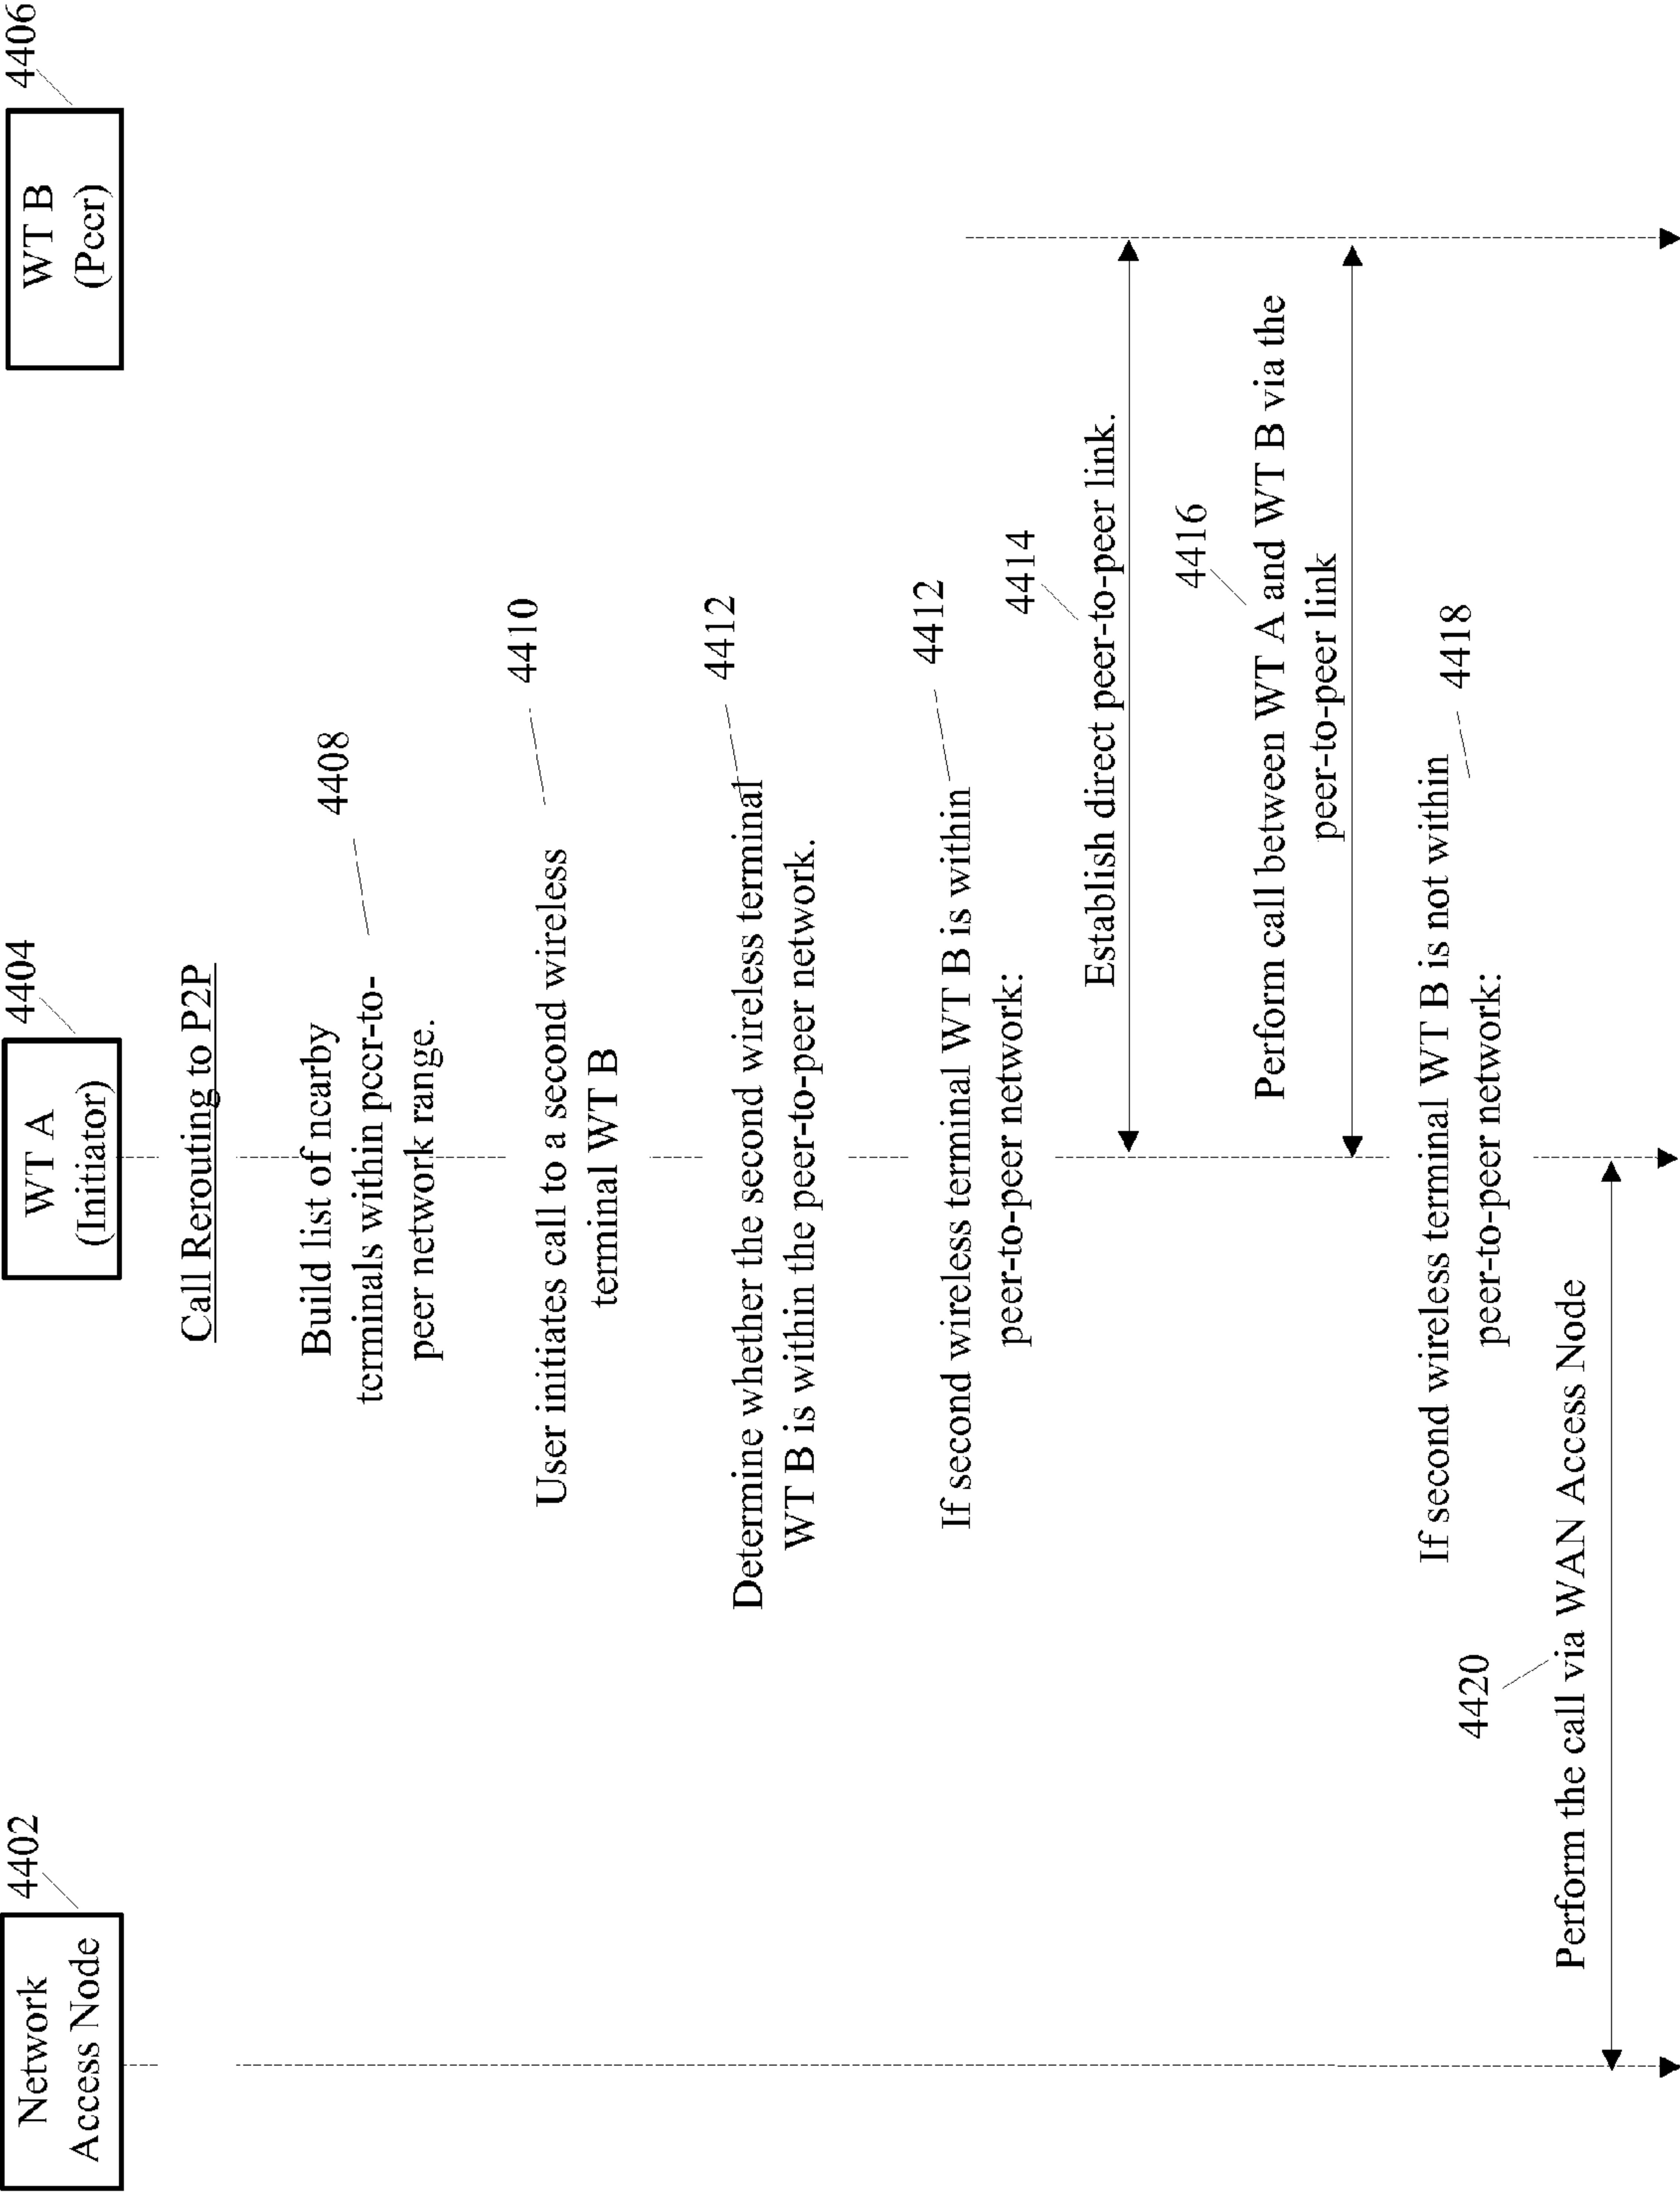 4402
Network
Access Node
4404
WT A
(Initiator)
4406
WT B
(Peer)
Call Rerouting to P2P
4408
Build list of nearby
terminals within peer-to-
peer network range.
4410
User initiates call to a second wireless
terminal WT B
4412
Determine whether the second wireless terminal
WT B is within the peer-to-peer network.
4412
If second wireless terminal WT B is within
peer-to-peer network:
4414
Establish direct peer-to-peer link.
4416
Perform call between WT A and WT B via the
peer-to-peer link
4418
If second wireless terminal WT B is not within
peer-to-peer network:
4420
Perform the call via WAN Access Node